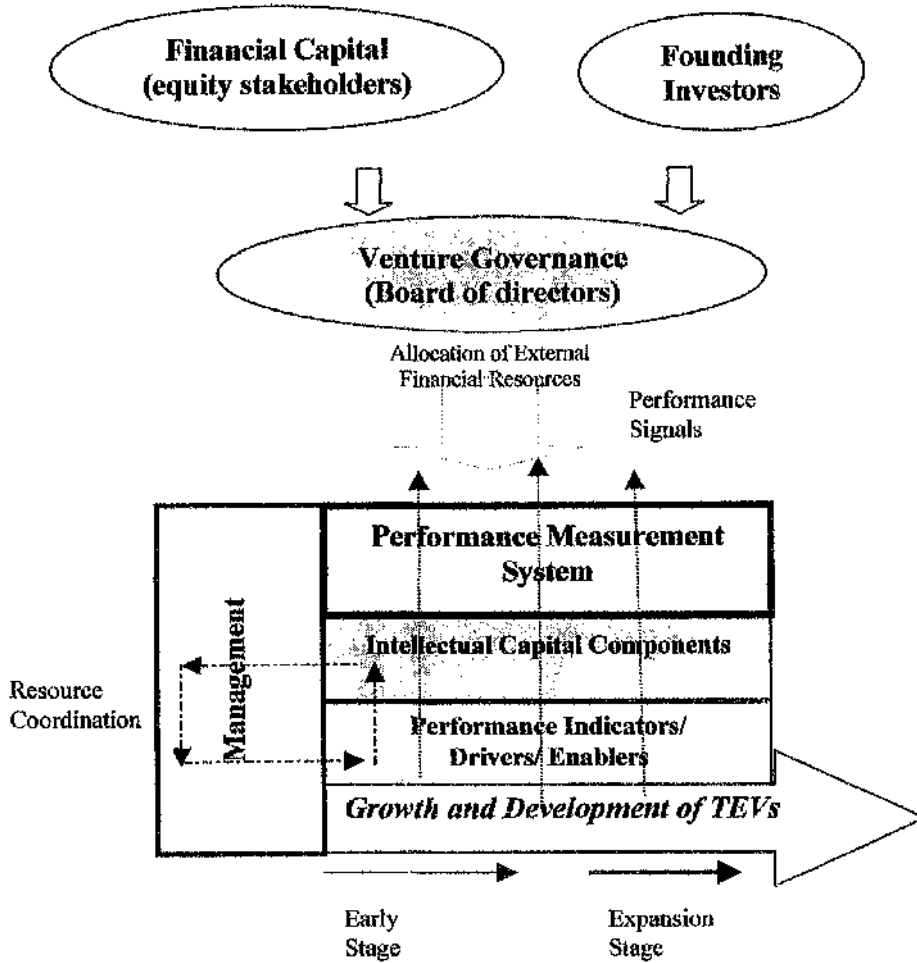 Financial Capital
(equity stakeholders)
Founding
Investors
Venture Governance
(Board of directors)
Allocation of External
Financial Resources
Performance
Signals
Performance Measurement
System
Management
Intellectual Capital Components
Resource
Coordination
Performance Indicators/
Drivers/ Enablers
Growth and Development of TEVs
Early
Stage
Expansion
Stage